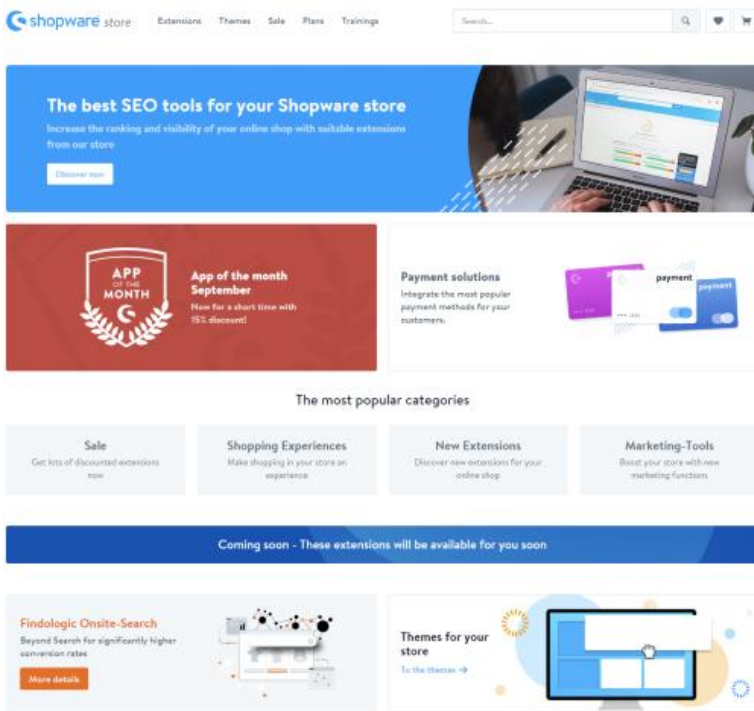 shopware store
Extensions Themes Sale Plans Trainings
Search...
The best SEO tools for your Shopware store
Increase the ranking and visibility of your online shop with suitable extensions
from our store
Discover now
APP
OF THE
MONTH
App of the month
September
Now for a short time with
15% discount!
Payment solutions
Integrate the most popular
payment methods for your
customers.
payment
payment
The most popular categories
Sale
Get lots of discounted extensions
now
Shopping Experiences
Make shopping in your store an
experience
New Extensions
Discover new extensions for your
online shop
Marketing-Tools
Boost your store with new
marketing functions
Coming soon - These extensions will be available for you soon
Findologic Onsite-Search
Beyond Search for significantly higher
conversion rates
More details
Themes for your
store
To the themes →